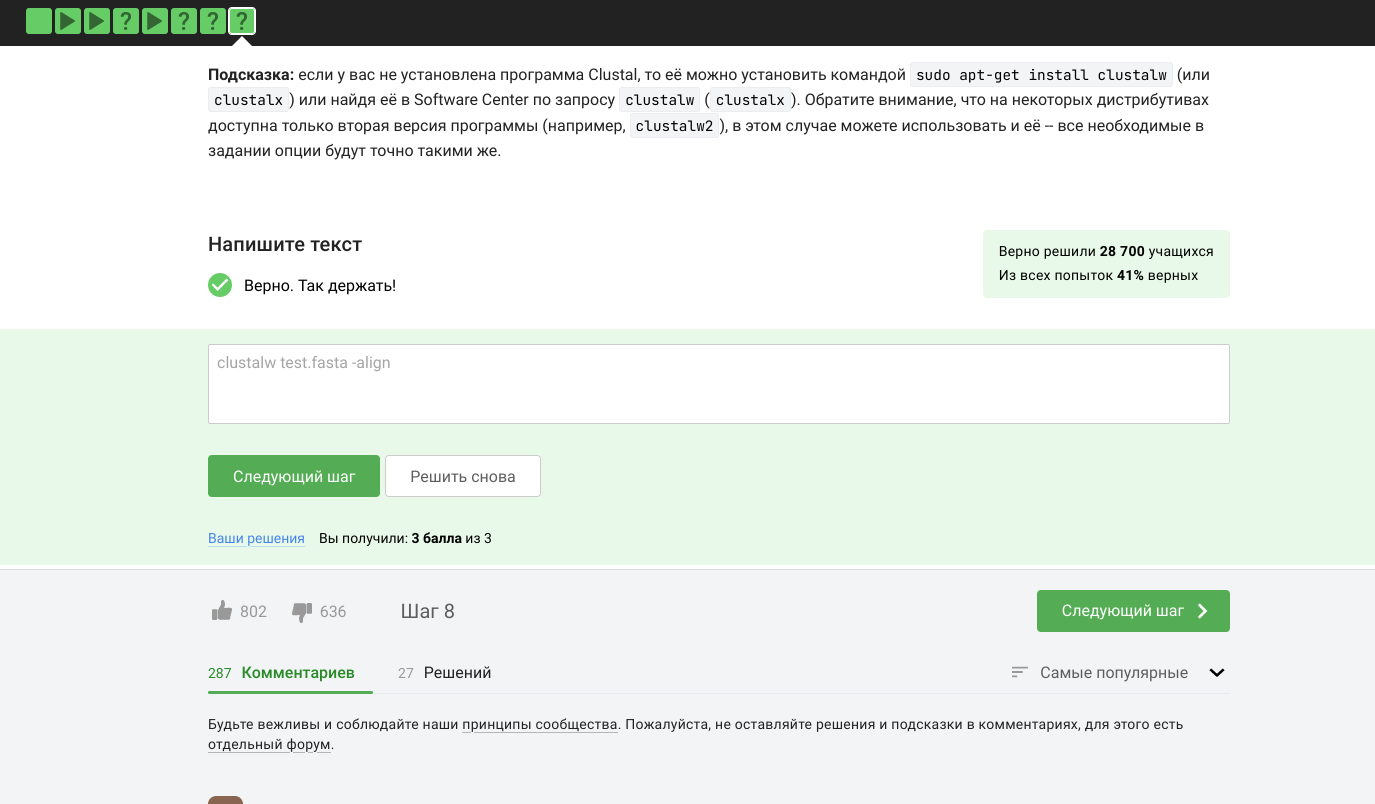 ? ? ? ?
Подсказка: если у вас не установлена программа Clustal, то её можно установить командой sudo apt-get install clustalw (или
clustalx ) или найдя её в Software Center по запросу clustalw ( clustalx ). Обратите внимание, что на некоторых дистрибутивах
доступна только вторая версия программы (например, clustalw2 ), в этом случае можете использовать и её -- все необходимые в
задании опции будут точно такими же.
Напишите текст
Верно решили 28 700 учащихся
Из всех попыток 41% верных
Верно. Так держать!
clustalw test.fasta -align
Следующий шаг Решить снова
Ваши решения Вы получили: 3 балла из 3
802 636 Шаг 8 Следующий шаг
287 Комментариев 27 Решений Самые популярные
Будьте вежливы и соблюдайте наши принципы сообщества. Пожалуйста, не оставляйте решения и подсказки в комментариях, для этого есть
отдельный форум.